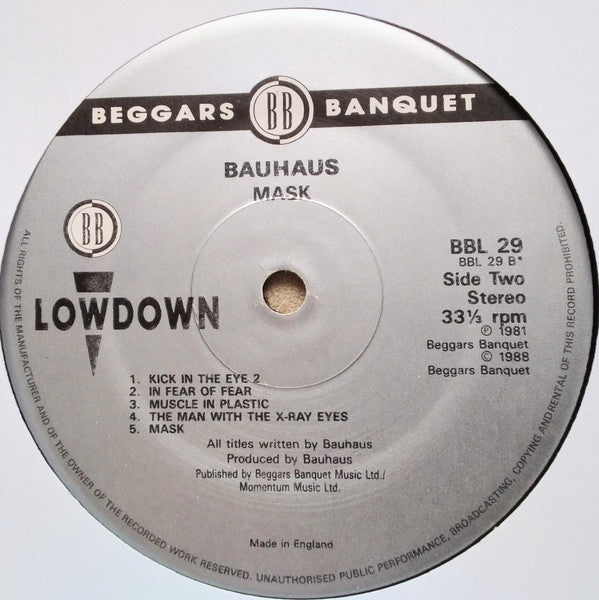 BEGGARS BB BANQUET
BAUHAUS
MASK
BB
LOWDOWN
BBL 29
BBL 29 B*
Side Two
Stereo
33⅓ rpm
℗ 1981
Beggars Banquet
© 1988
Beggars Banquet
1. KICK IN THE EYE 2
2. IN FEAR OF FEAR
3. MUSCLE IN PLASTIC
4. THE MAN WITH THE X-RAY EYES
5. MASK
All titles written by Bauhaus
Produced by Bauhaus
Published by Beggars Banquet Music Ltd./
Momentum Music Ltd.
Made in England
ALL RIGHTS OF THE MANUFACTURER AND OF THE OWNER OF THE RECORDED WORK RESERVED. UNAUTHORISED PUBLIC PERFORMANCE, BROADCASTING, COPYING AND RENTAL OF THIS RECORD PROHIBITED.